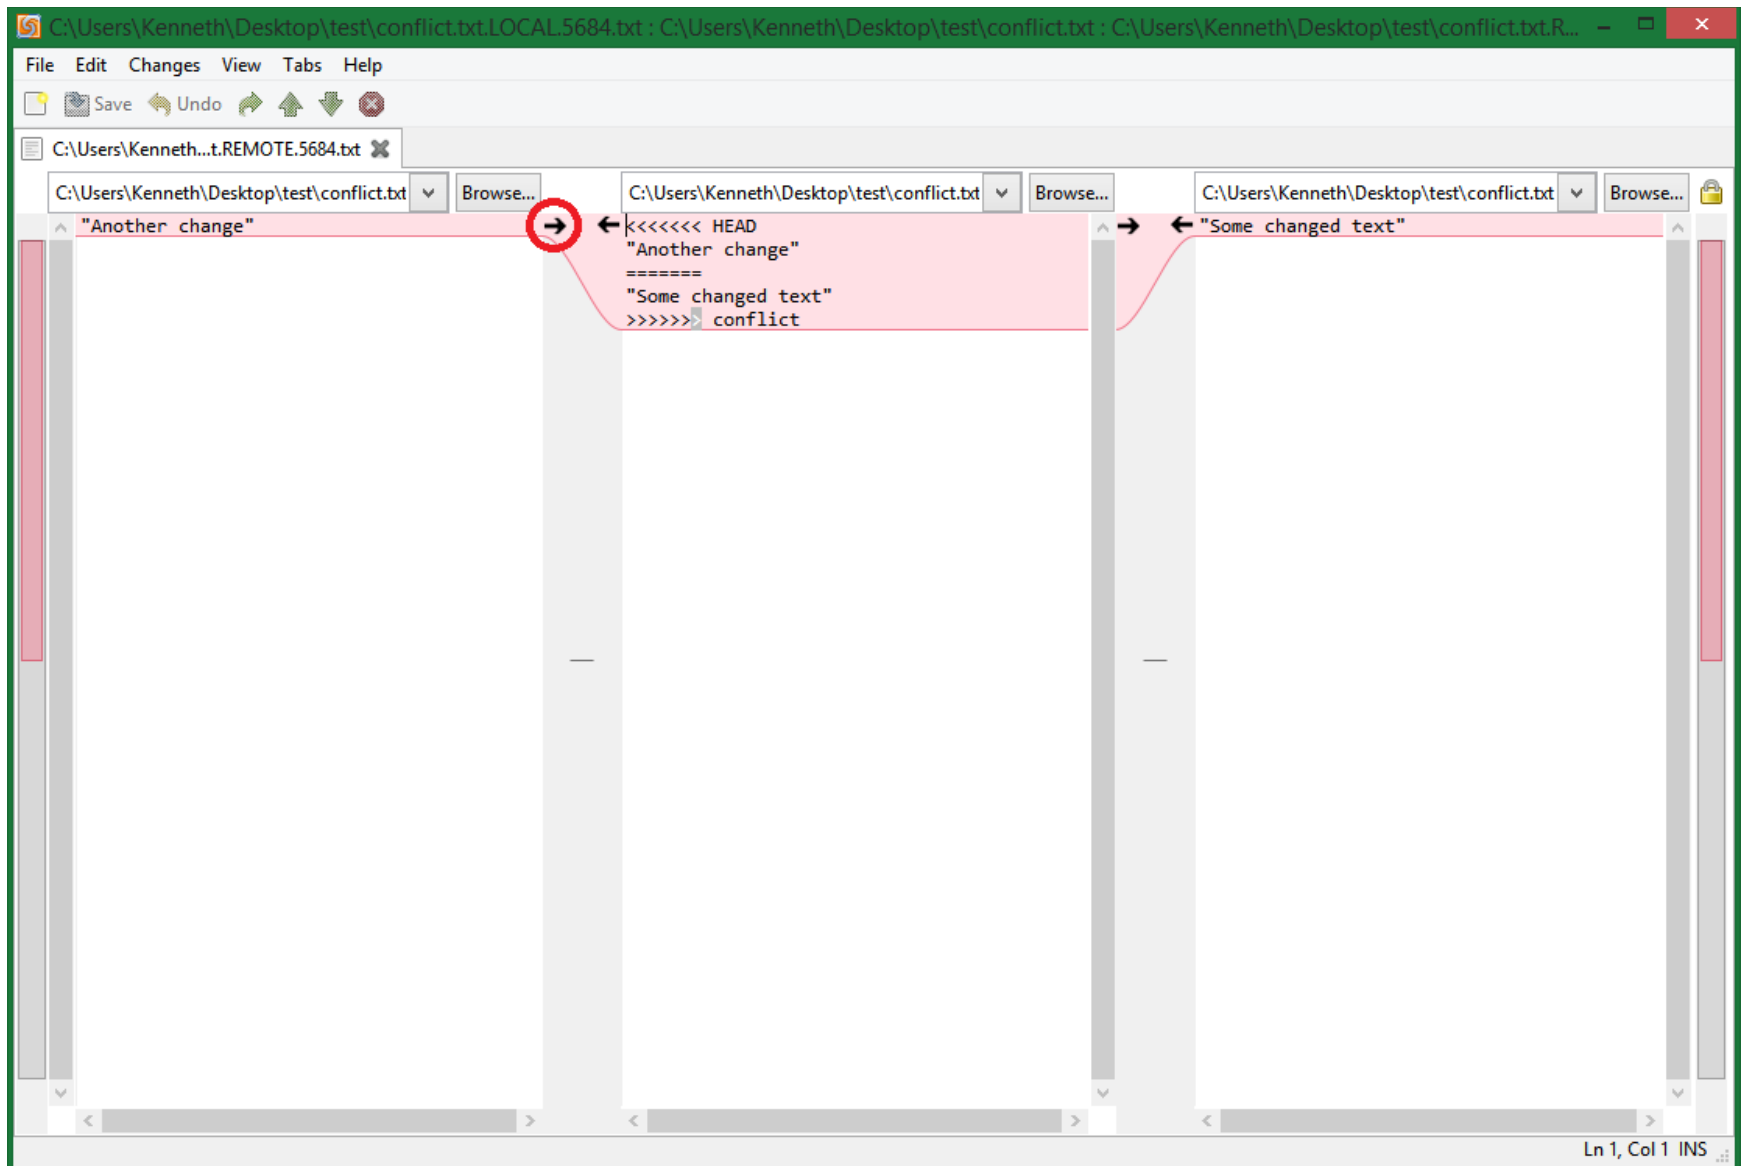 C:\Users\Kenneth\Desktop\test\conflict.txt.LOCAL.5684.txt : C:\Users\Kenneth\Desktop\test\conflict.txt : C:\Users\Kenneth\Desktop\test\conflict.txt.R...
File Edit Changes View Tabs Help
Save Undo
C:\Users\Kenneth...t.REMOTE.5684.txt
C:\Users\Kenneth\Desktop\test\conflict.txt Browse... C:\Users\Kenneth\Desktop\test\conflict.txt Browse... C:\Users\Kenneth\Desktop\test\conflict.txt Browse...
"Another change"
<<<<<<< HEAD
"Another change"
=======
"Some changed text"
>>>>>>> conflict
"Some changed text"
Ln 1, Col 1 INS